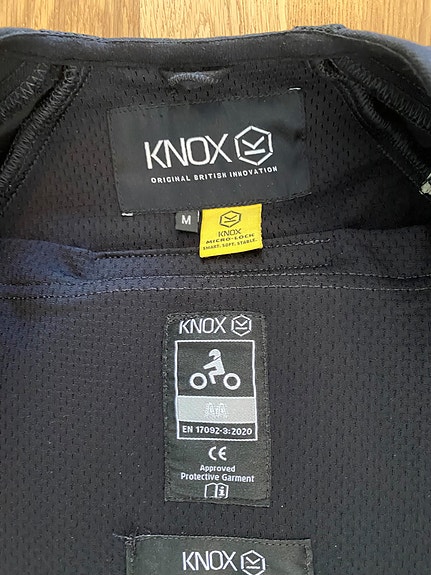 KNOX
ORIGINAL BRITISH INNOVATION
M
KNOX
MICRO-LOCK
SMART. SOFT. STABLE.
KNOX
AA
EN 17092-3:2020
CE
Approved
Protective Garment
KNOX